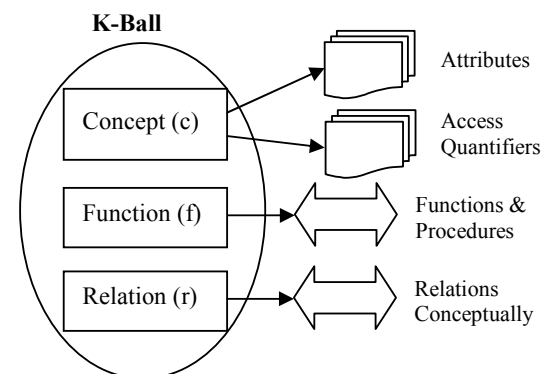 K-Ball
Concept (c)
Attributes
Access
Quantifiers
Function (f)
Functions &
Procedures
Relation (r)
Relations
Conceptually